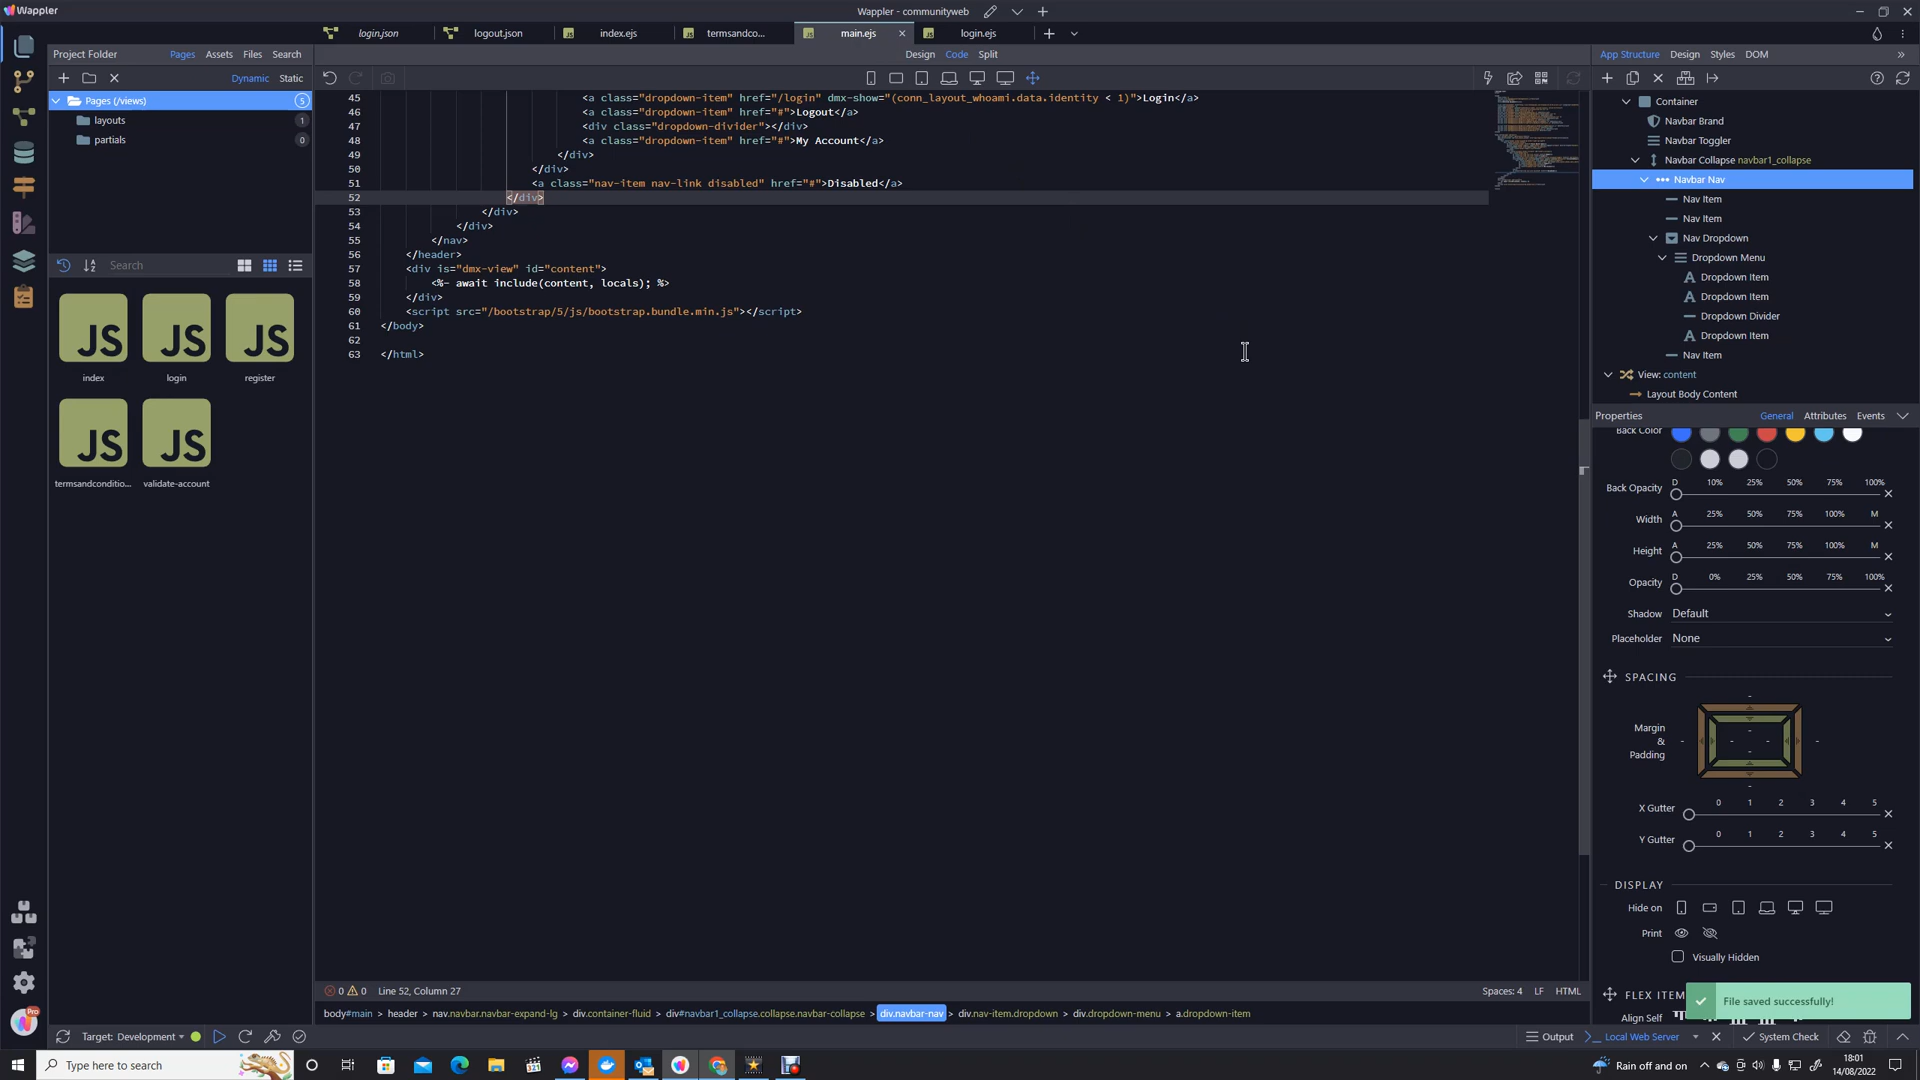 Wappler
Wappler - communityweb
login.json
logout.json
index.ejs
termsandco...
main.ejs
login.ejs
Project Folder
Pages
Assets
Files
Search
Design
Code
Split
App Structure
Design
Styles
DOM
Dynamic
Static
Pages (/views)
5
layouts
1
partials
0
Search
JS
JS
JS
index
login
register
JS
JS
termsandconditio...
validate-account
45 <a class="dropdown-item" href="/login" dmx-show="(conn_layout_whoami.data.identity < 1)">Login</a>
46 <a class="dropdown-item" href="#">Logout</a>
47 <div class="dropdown-divider"></div>
48 <a class="dropdown-item" href="#">My Account</a>
49 </div>
50 </div>
51 <a class="nav-item nav-link disabled" href="#">Disabled</a>
52 </div>
53 </div>
54 </div>
55 </nav>
56 </header>
57 <div is="dmx-view" id="content">
58 <%- await include(content, locals); %>
59 </div>
60 <script src="/bootstrap/5/js/bootstrap.bundle.min.js"></script>
61 </body>
62
63 </html>
Container
Navbar Brand
Navbar Toggler
Navbar Collapse navbar1_collapse
Navbar Nav
Nav Item
Nav Item
Nav Dropdown
Dropdown Menu
Dropdown Item
Dropdown Item
Dropdown Divider
Dropdown Item
Nav Item
View: content
Layout Body Content
Properties
General
Attributes
Events
Back Color
D 10% 25% 50% 75% 100%
Back Opacity
A 25% 50% 75% 100% M
Width
A 25% 50% 75% 100% M
Height
D 0% 25% 50% 75% 100%
Opacity
Shadow Default
Placeholder None
SPACING
Margin
&
Padding
0 1 2 3 4 5
X Gutter
0 1 2 3 4 5
Y Gutter
DISPLAY
Hide on
Print
Visually Hidden
FLEX ITEM
File saved successfully!
Align Self
0 0 Line 52, Column 27
Spaces: 4 LF HTML
body#main > header > nav.navbar.navbar-expand-lg > div.container-fluid > div#navbar1_collapse.collapse.navbar-collapse > div.navbar-nav > div.nav-item.dropdown > div.dropdown-menu > a.dropdown-item
Pro
Target: Development
Output
Local Web Server
System Check
Type here to search
Rain off and on
18:01
14/08/2022